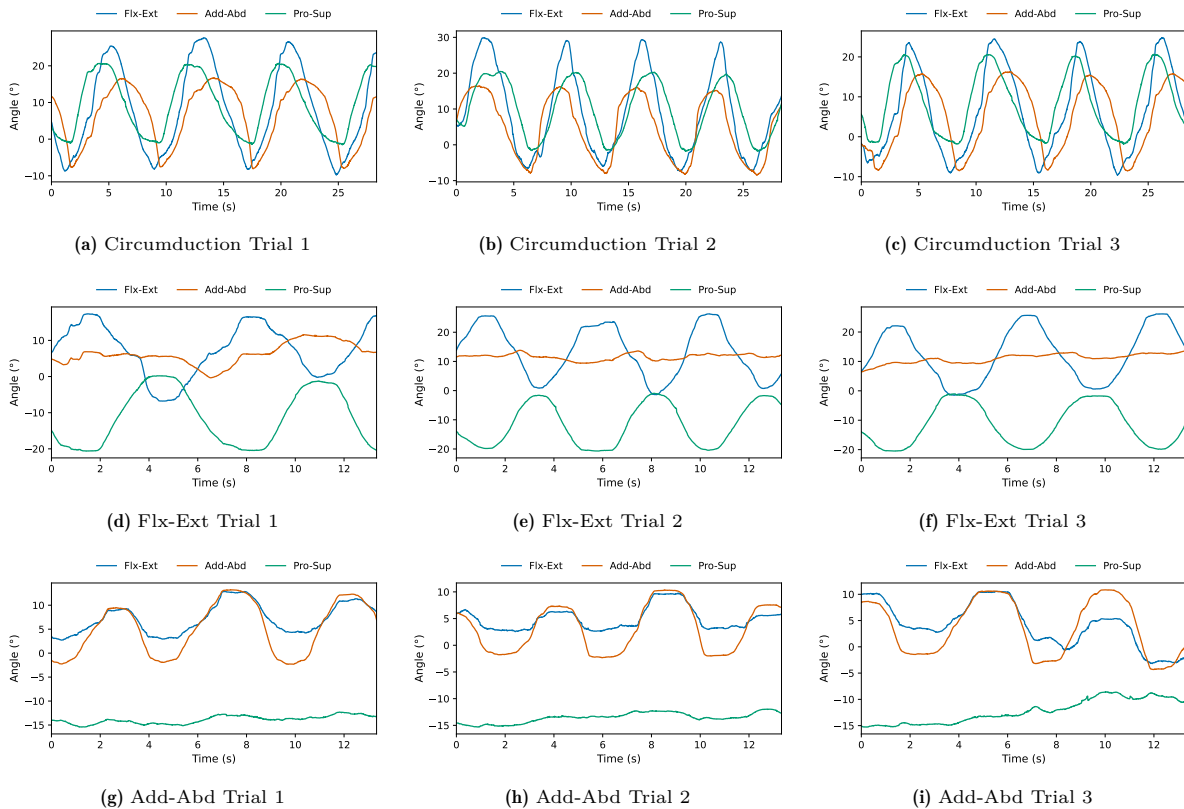 Flx-Ext Add-Abd Pro-Sup
Flx-Ext Add-Abd Pro-Sup
Flx-Ext Add-Abd Pro-Sup
Angle (°)
20
10
0
−10
0 5 10 15 20 25
Time (s)
Angle (°)
30
20
10
0
−10
0 5 10 15 20 25
Time (s)
Angle (°)
20
10
0
−10
0 5 10 15 20 25
Time (s)
(a) Circumduction Trial 1
(b) Circumduction Trial 2
(c) Circumduction Trial 3
Flx-Ext Add-Abd Pro-Sup
Flx-Ext Add-Abd Pro-Sup
Flx-Ext Add-Abd Pro-Sup
Angle (°)
10
0
−10
−20
0 2 4 6 8 10 12
Time (s)
Angle (°)
20
10
0
−10
−20
0 2 4 6 8 10 12
Time (s)
Angle (°)
20
10
0
−10
−20
0 2 4 6 8 10 12
Time (s)
(d) Flx-Ext Trial 1
(e) Flx-Ext Trial 2
(f) Flx-Ext Trial 3
Flx-Ext Add-Abd Pro-Sup
Flx-Ext Add-Abd Pro-Sup
Flx-Ext Add-Abd Pro-Sup
Angle (°)
10
5
0
−5
−10
−15
0 2 4 6 8 10 12
Time (s)
Angle (°)
10
5
0
−5
−10
−15
0 2 4 6 8 10 12
Time (s)
Angle (°)
10
5
0
−5
−10
−15
0 2 4 6 8 10 12
Time (s)
(g) Add-Abd Trial 1
(h) Add-Abd Trial 2
(i) Add-Abd Trial 3